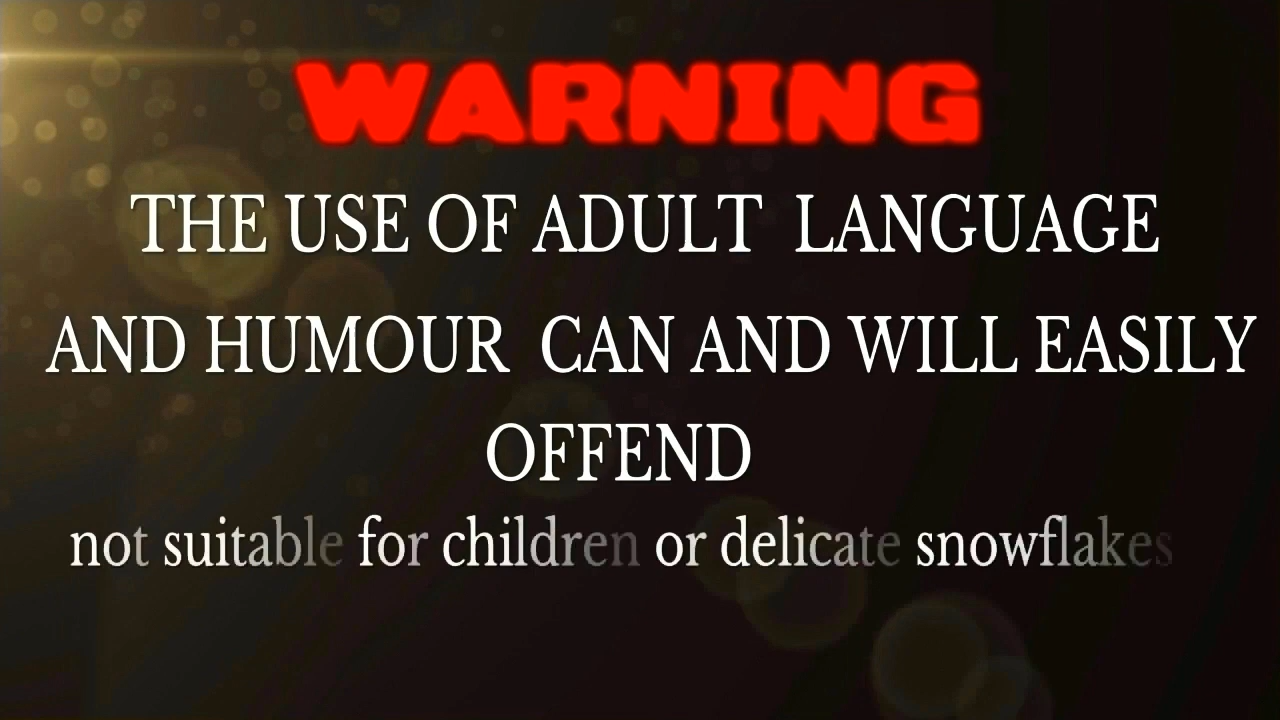 WARNING
THE USE OF ADULT LANGUAGE
AND HUMOUR CAN AND WILL EASILY
OFFEND
not suitable for children or delicate snowflakes